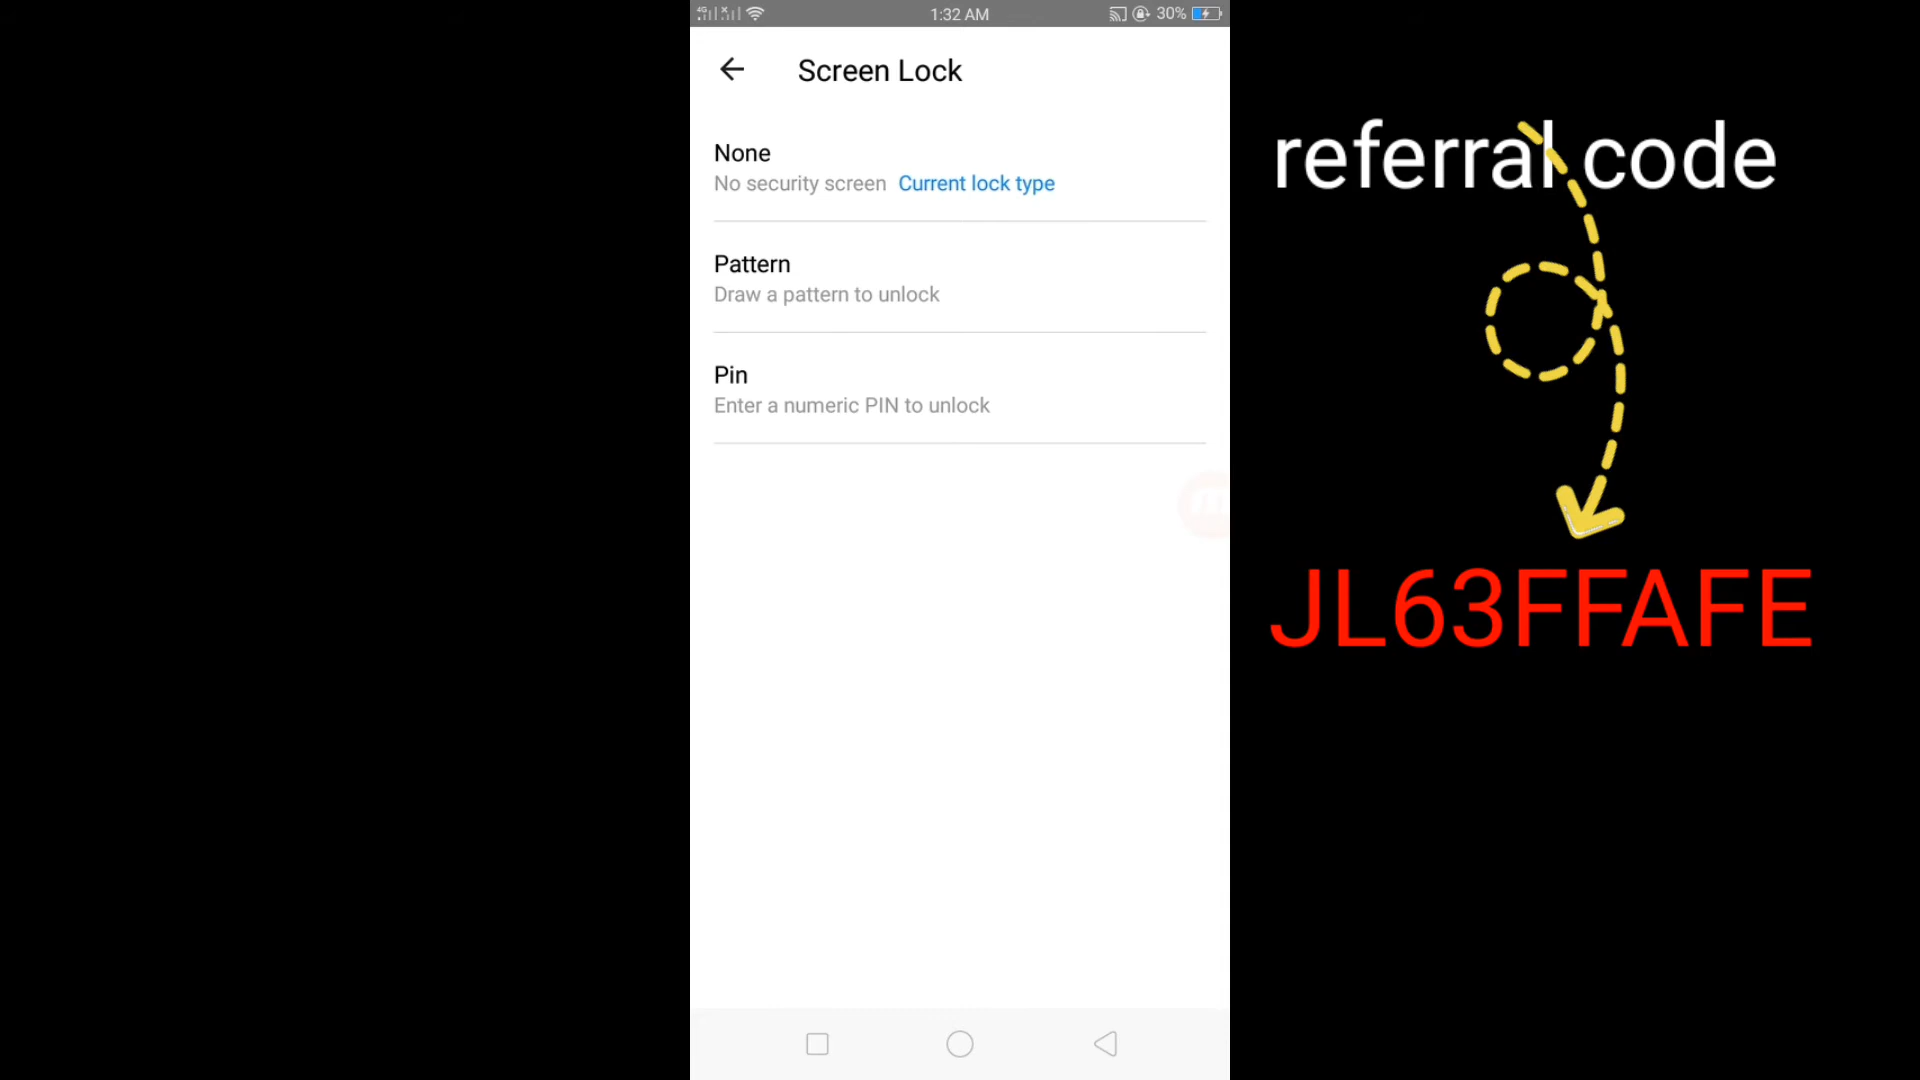 4G
1:32 AM
30%
Screen Lock
None
No security screen Current lock type
Pattern
Draw a pattern to unlock
Pin
Enter a numeric PIN to unlock
referral code
JL63FFAFE